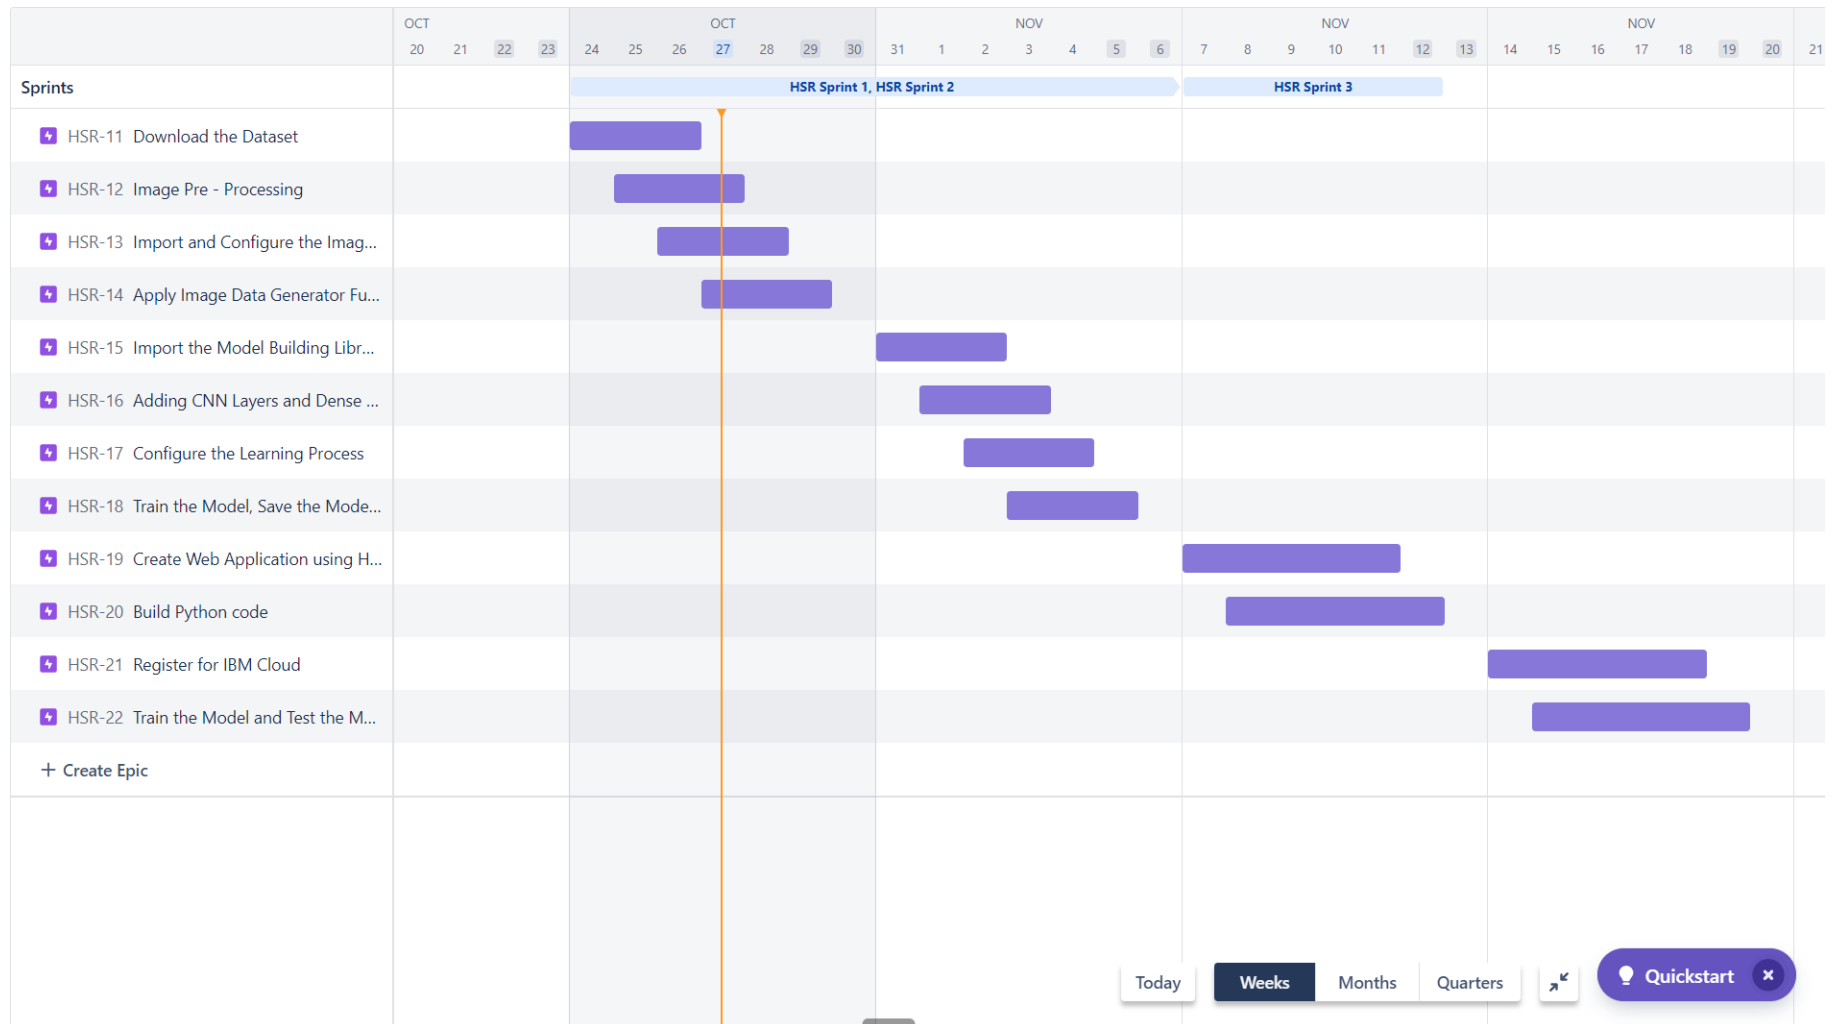 OCT OCT NOV NOV NOV
20 21 22 23 24 25 26 27 28 29 30 31 1 2 3 4 5 6 7 8 9 10 11 12 13 14 15 16 17 18 19 20 21
Sprints HSR Sprint 1, HSR Sprint 2 HSR Sprint 3
HSR-11 Download the Dataset
HSR-12 Image Pre - Processing
HSR-13 Import and Configure the Imag...
HSR-14 Apply Image Data Generator Fu...
HSR-15 Import the Model Building Libr...
HSR-16 Adding CNN Layers and Dense ...
HSR-17 Configure the Learning Process
HSR-18 Train the Model, Save the Mode...
HSR-19 Create Web Application using H...
HSR-20 Build Python code
HSR-21 Register for IBM Cloud
HSR-22 Train the Model and Test the M...
+ Create Epic
Today Weeks Months Quarters Quickstart